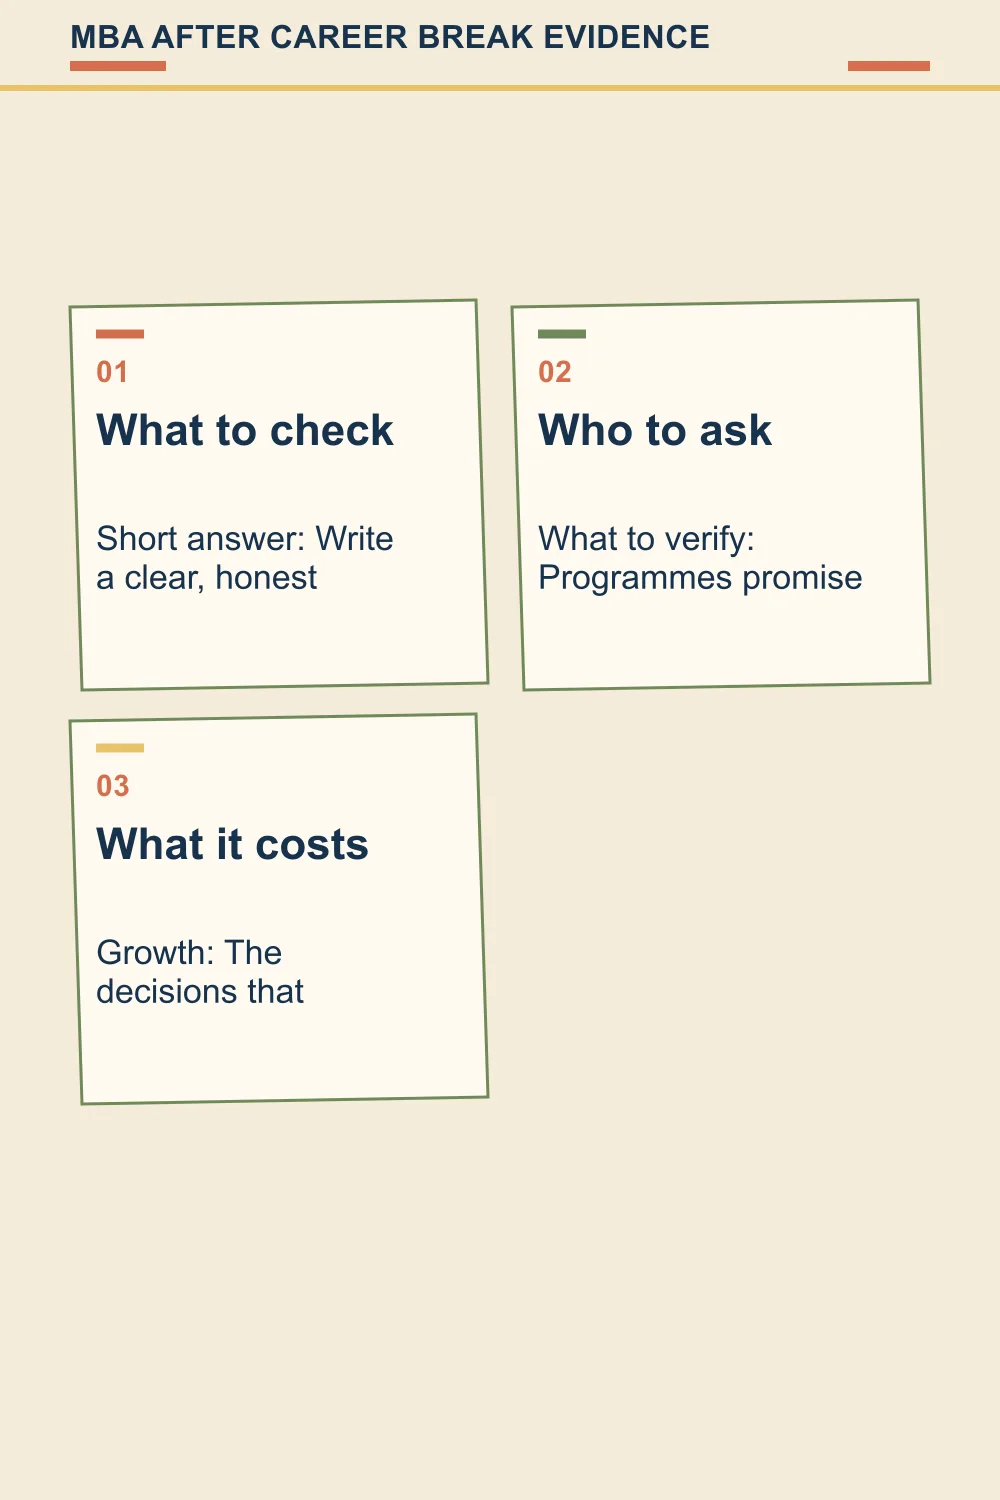 MBA AFTER CAREER BREAK EVIDENCE
01
What to check
Short answer: Write
a clear, honest
02
Who to ask
What to verify:
Programmes promise
03
What it costs
Growth: The
decisions that